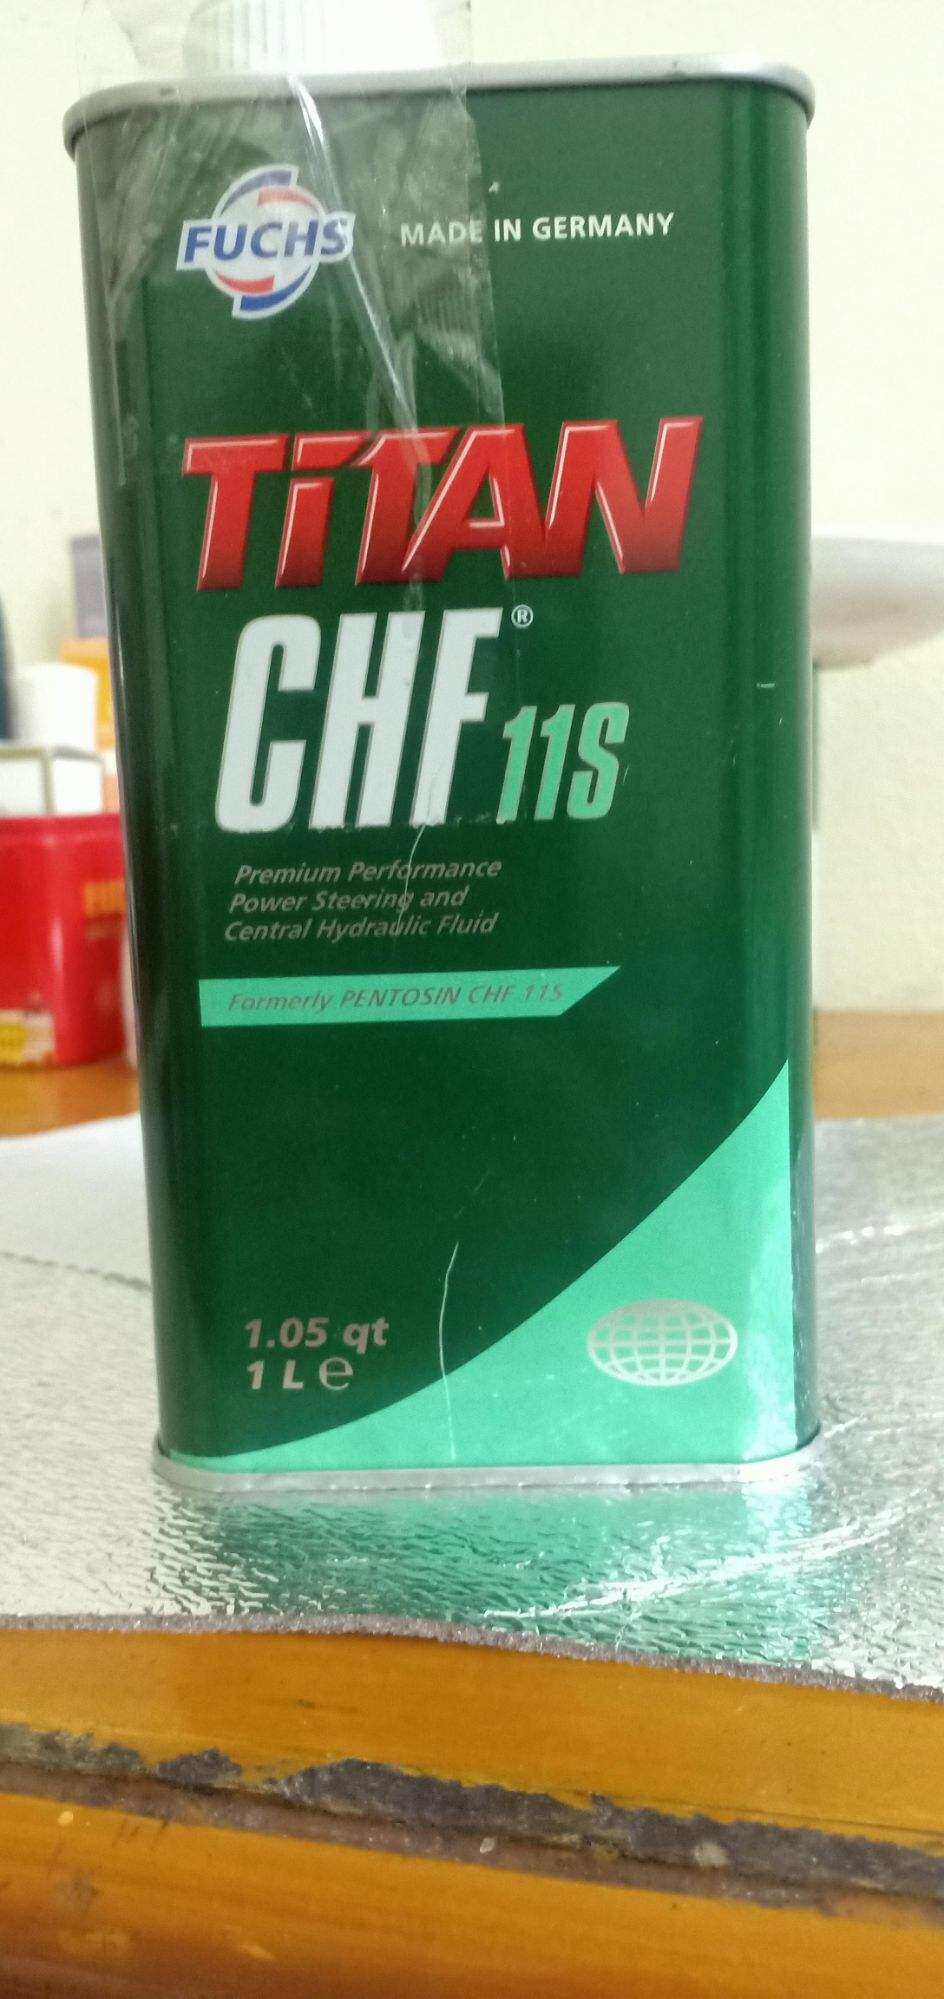 FUCHS
MADE IN GERMANY
TiTAN
CHF®
11S
Premium Performance
Power Steering and
Central Hydraulic Fluid
Formerly PENTOSIN CHF 11S
1.05 qt
1 L ℮